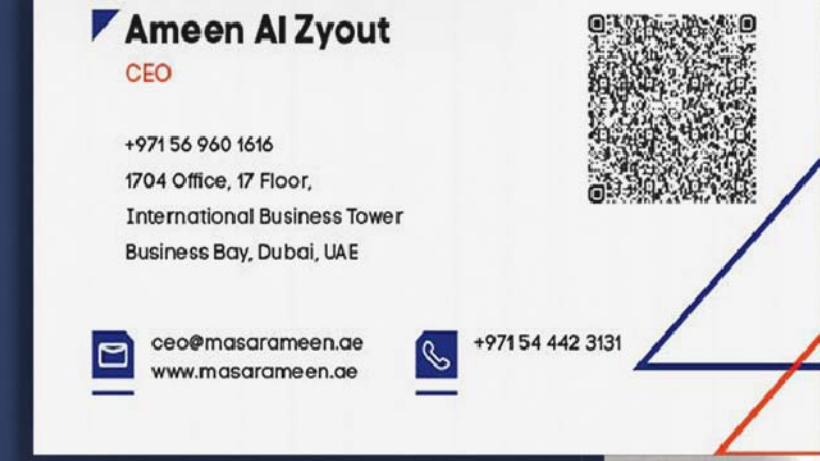 Ameen Al Zyout
CEO
+971 56 960 1616
1704 Office, 17 Floor,
International Business Tower
Business Bay, Dubai, UAE
ceo@masarameen.ae
www.masarameen.ae
+971 54 442 3131